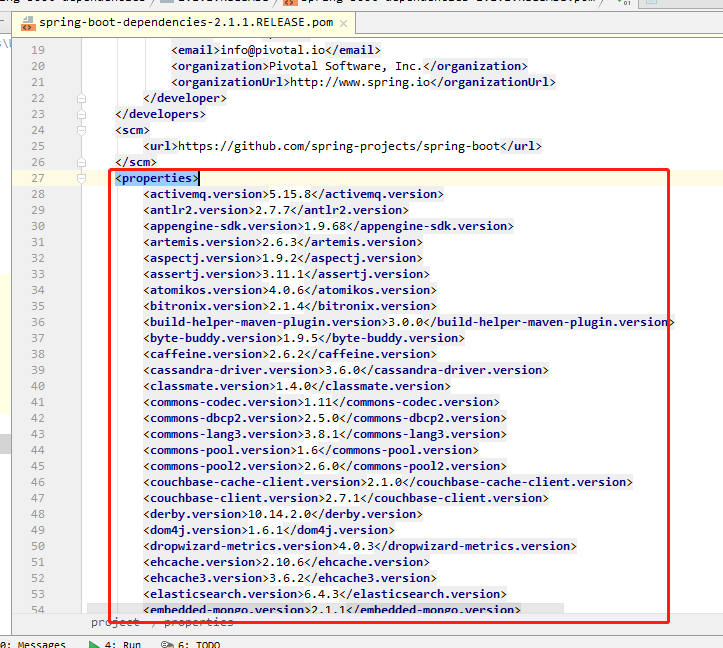 spring-boot-dependencies-2.1.1.RELEASE.pom
19 <email>info@pivotal.io</email>
20 <organization>Pivotal Software, Inc.</organization>
21 <organizationUrl>http://www.spring.io</organizationUrl>
22 </developer>
23 </developers>
24 <scm>
25 <url>https://github.com/spring-projects/spring-boot</url>
26 </scm>
27 <properties>
28 <activemq.version>5.15.8</activemq.version>
29 <antlr2.version>2.7.7</antlr2.version>
30 <appengine-sdk.version>1.9.68</appengine-sdk.version>
31 <artemis.version>2.6.3</artemis.version>
32 <aspectj.version>1.9.2</aspectj.version>
33 <assertj.version>3.11.1</assertj.version>
34 <atomikos.version>4.0.6</atomikos.version>
35 <bitronix.version>2.1.4</bitronix.version>
36 <build-helper-maven-plugin.version>3.0.0</build-helper-maven-plugin.version>
37 <byte-buddy.version>1.9.5</byte-buddy.version>
38 <caffeine.version>2.6.2</caffeine.version>
39 <cassandra-driver.version>3.6.0</cassandra-driver.version>
40 <classmate.version>1.4.0</classmate.version>
41 <commons-codec.version>1.11</commons-codec.version>
42 <commons-dbcp2.version>2.5.0</commons-dbcp2.version>
43 <commons-lang3.version>3.8.1</commons-lang3.version>
44 <commons-pool.version>1.6</commons-pool.version>
45 <commons-pool2.version>2.6.0</commons-pool2.version>
46 <couchbase-cache-client.version>2.1.0</couchbase-cache-client.version>
47 <couchbase-client.version>2.7.1</couchbase-client.version>
48 <derby.version>10.14.2.0</derby.version>
49 <dom4j.version>1.6.1</dom4j.version>
50 <dropwizard-metrics.version>4.0.3</dropwizard-metrics.version>
51 <ehcache.version>2.10.6</ehcache.version>
52 <ehcache3.version>3.6.2</ehcache3.version>
53 <elasticsearch.version>6.4.3</elasticsearch.version>
54 <embedded-mongo.version>2.1.1</embedded-mongo.version>
project › properties
0: Messages 4: Run 6: TODO